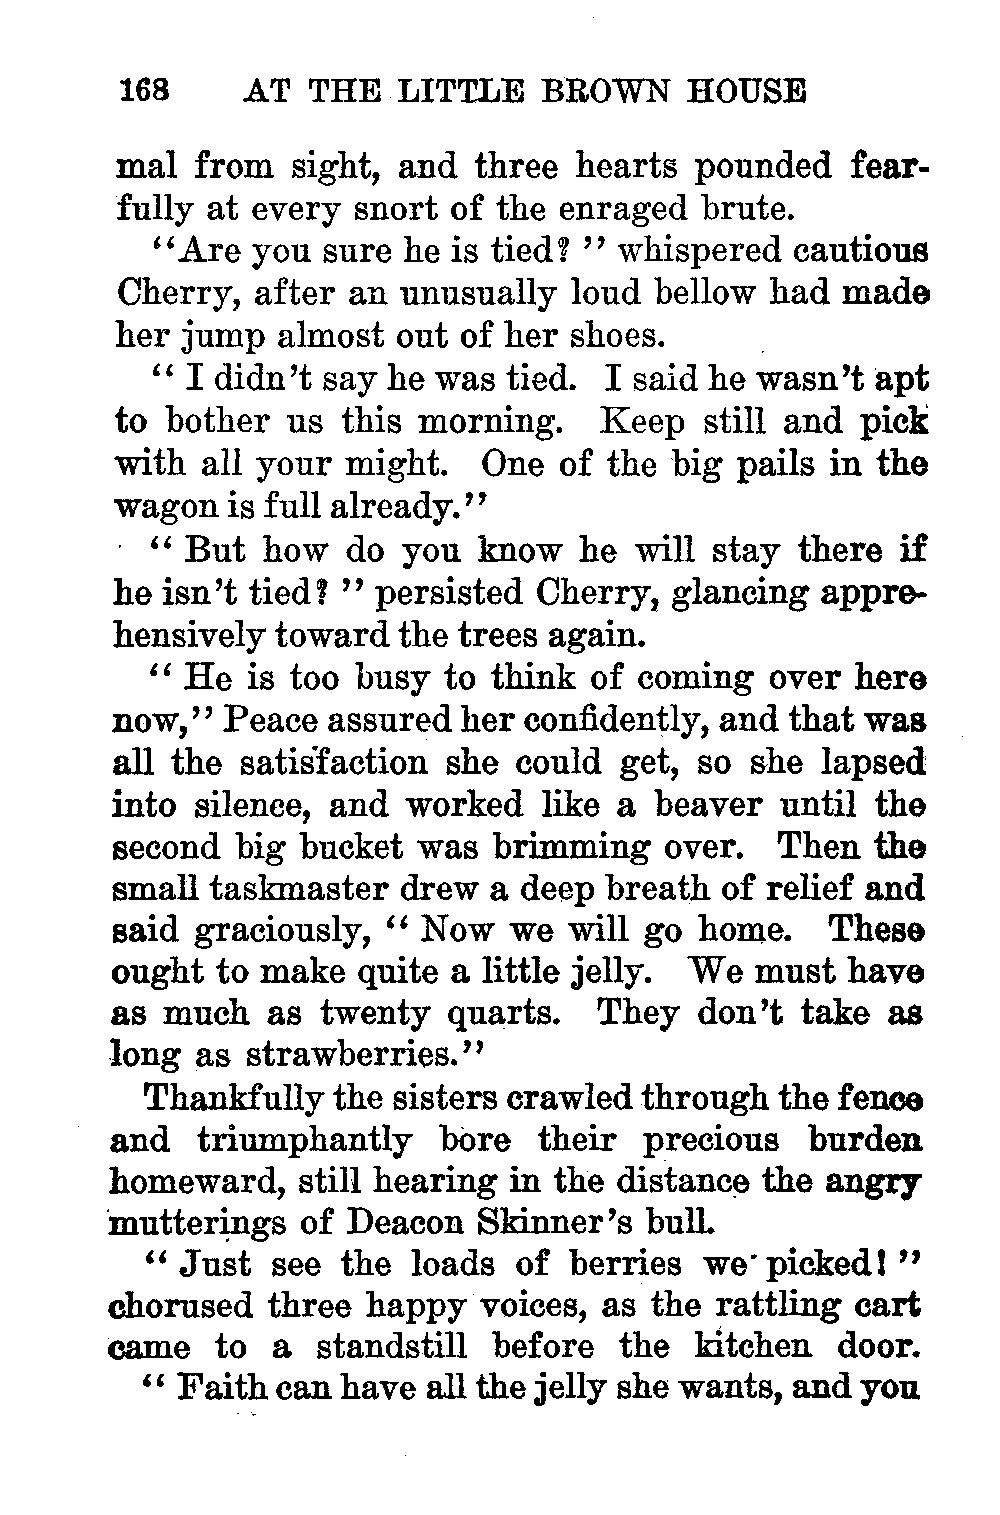 168 AT THE LITTLE BROWN HOUSE
mal from sight, and three hearts pounded fear-
fully at every snort of the enraged brute.
"Are you sure he is tied?" whispered cautious
Cherry, after an unusually loud bellow had made
her jump almost out of her shoes.
"I didn't say he was tied. I said he wasn't apt
to bother us this morning. Keep still and pick
with all your might. One of the big pails in the
wagon is full already."
"But how do you know he will stay there if
he isn't tied?" persisted Cherry, glancing appre-
hensively toward the trees again.
"He is too busy to think of coming over here
now," Peace assured her confidently, and that was
all the satisfaction she could get, so she lapsed
into silence, and worked like a beaver until the
second big bucket was brimming over. Then the
small taskmaster drew a deep breath of relief and
said graciously, "Now we will go home. These
ought to make quite a little jelly. We must have
as much as twenty quarts. They don't take as
long as strawberries."
Thankfully the sisters crawled through the fence
and triumphantly bore their precious burden
homeward, still hearing in the distance the angry
mutterings of Deacon Skinner's bull.
"Just see the loads of berries we picked!"
chorused three happy voices, as the rattling cart
came to a standstill before the kitchen door.
"Faith can have all the jelly she wants, and you